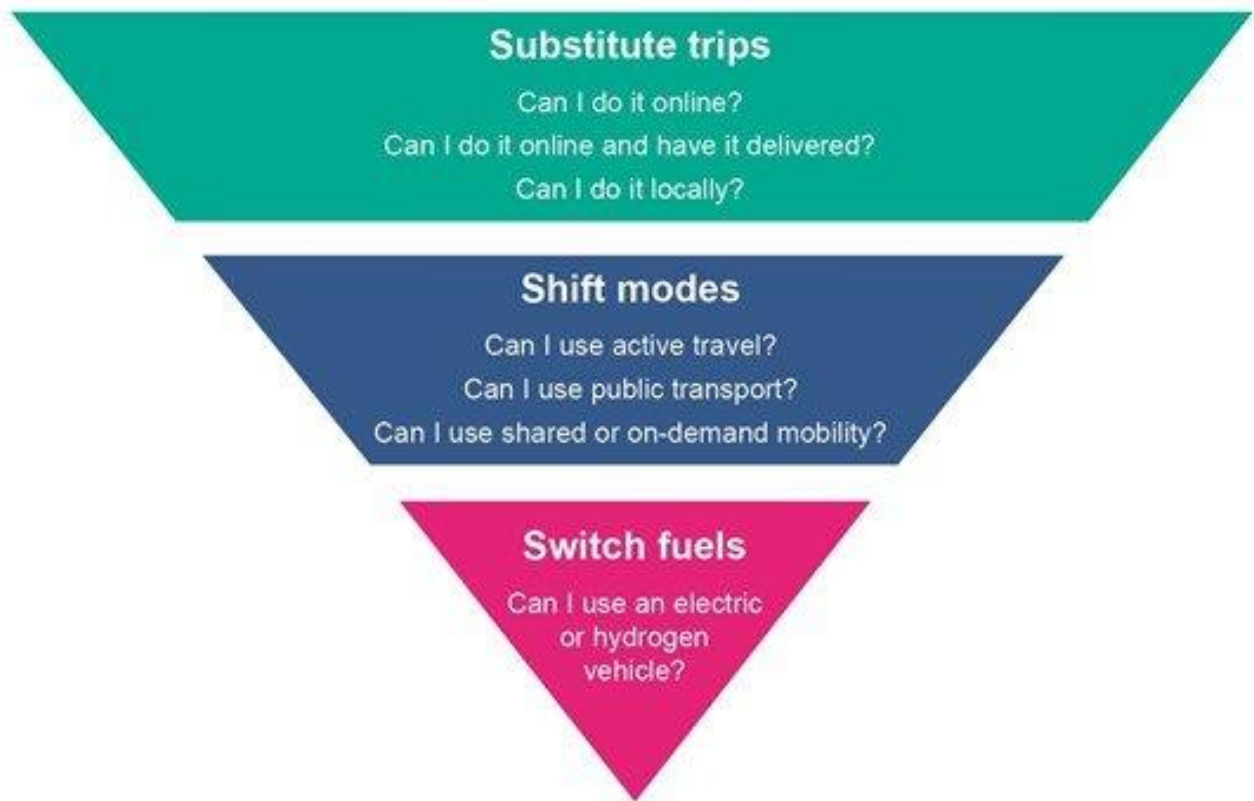 Substitute trips
Can I do it online?
Can I do it online and have it delivered?
Can I do it locally?
Shift modes
Can I use active travel?
Can I use public transport?
Can I use shared or on-demand mobility?
Switch fuels
Can I use an electric
or hydrogen
vehicle?